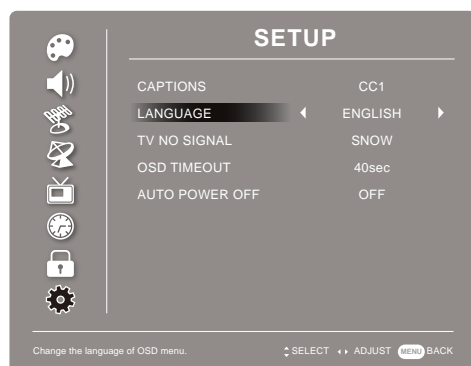 SETUP
CAPTIONS CC1
LANGUAGE ENGLISH
TV NO SIGNAL SNOW
OSD TIMEOUT 40sec
AUTO POWER OFF OFF
Change the language of OSD menu. SELECT ADJUST MENU BACK